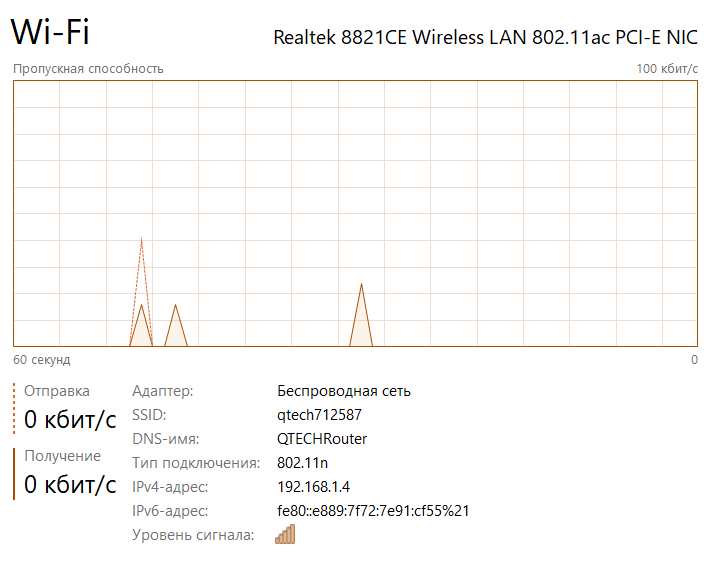 Wi-Fi
Realtek 8821CE Wireless LAN 802.11ac PCI-E NIC
Пропускная способность
100 кбит/с
60 секунд
0
Отправка
0 кбит/с
Получение
0 кбит/с
Адаптер: Беспроводная сеть
SSID: qtech712587
DNS-имя: QTECHRouter
Тип подключения: 802.11n
IPv4-адрес: 192.168.1.4
IPv6-адрес: fe80::e889:7f72:7e91:cf55%21
Уровень сигнала: